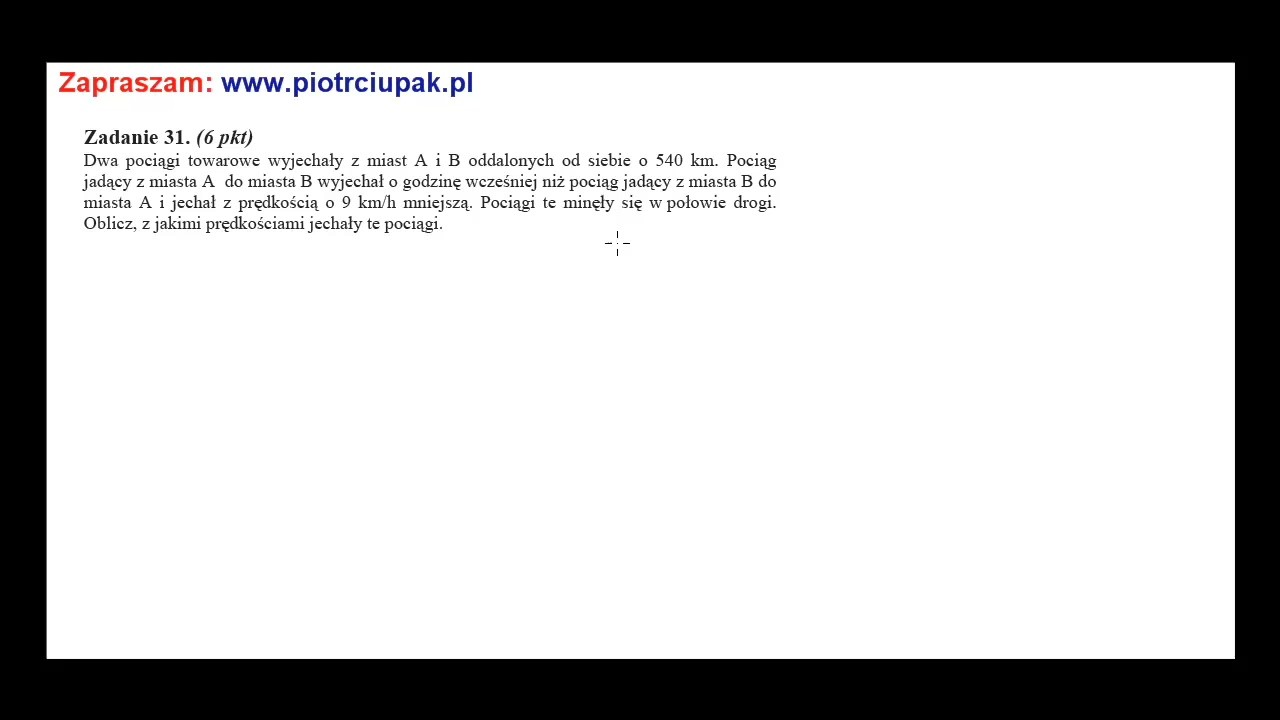 Zapraszam: www.piotrciupak.pl
Zadanie 31. (6 pkt)
Dwa pociągi towarowe wyjechały z miast A i B oddalonych od siebie o 540 km. Pociąg
jadący z miasta A do miasta B wyjechał o godzinę wcześniej niż pociąg jadący z miasta B do
miasta A i jechał z prędkością o 9 km/h mniejszą. Pociągi te minęły się w połowie drogi.
Oblicz, z jakimi prędkościami jechały te pociągi.